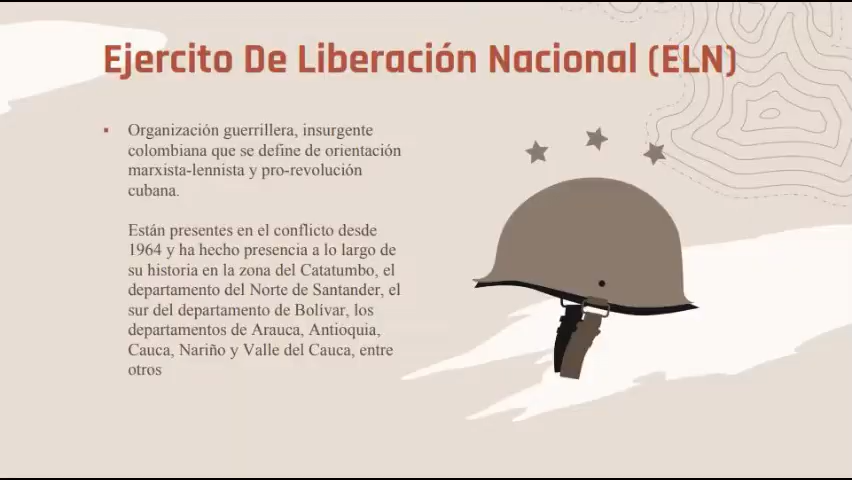 Ejercito De Liberación Nacional (ELN)
▪ Organización guerrillera, insurgente
colombiana que se define de orientación
marxista-lennista y pro-revolución
cubana.
Están presentes en el conflicto desde
1964 y ha hecho presencia a lo largo de
su historia en la zona del Catatumbo, el
departamento del Norte de Santander, el
sur del departamento de Bolívar, los
departamentos de Arauca, Antioquia,
Cauca, Nariño y Valle del Cauca, entre
otros